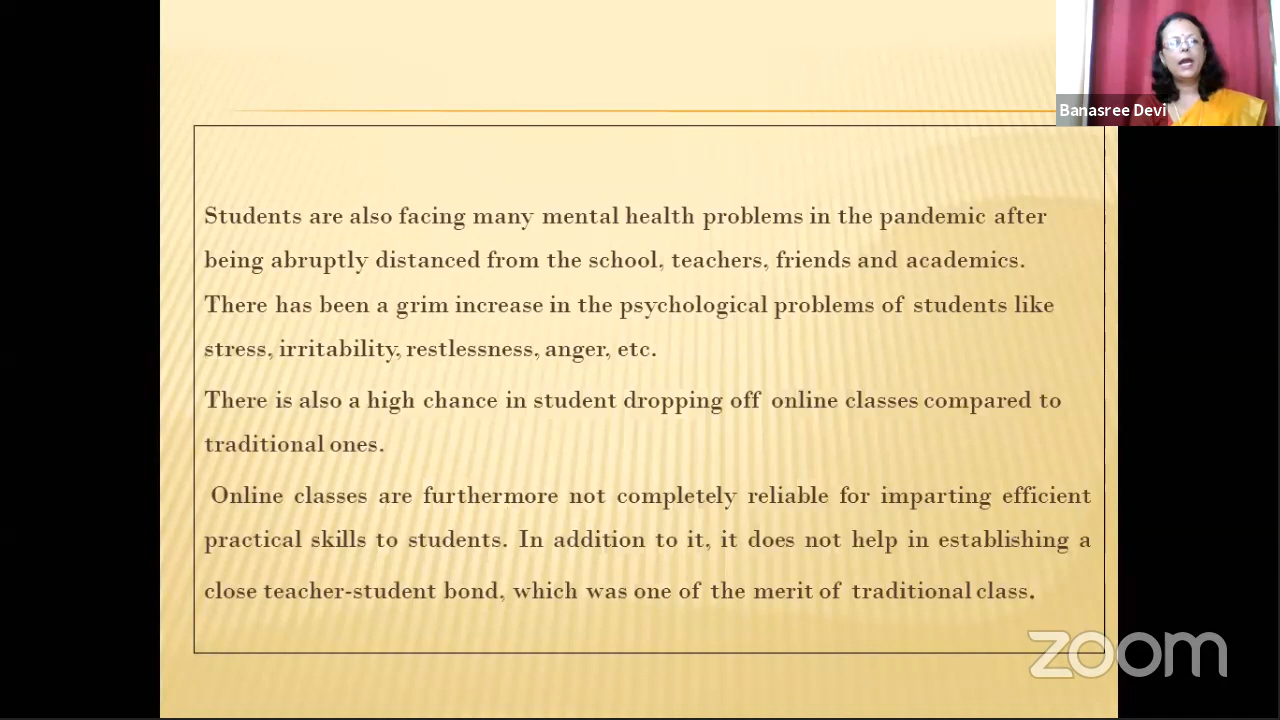 Banasree Devi
Students are also facing many mental health problems in the pandemic after
being abruptly distanced from the school, teachers, friends and academics.
There has been a grim increase in the psychological problems of students like
stress, irritability, restlessness, anger, etc.
There is also a high chance in student dropping off online classes compared to
traditional ones.
Online classes are furthermore not completely reliable for imparting efficient
practical skills to students. In addition to it, it does not help in establishing a
close teacher-student bond, which was one of the merit of traditional class.
zoom